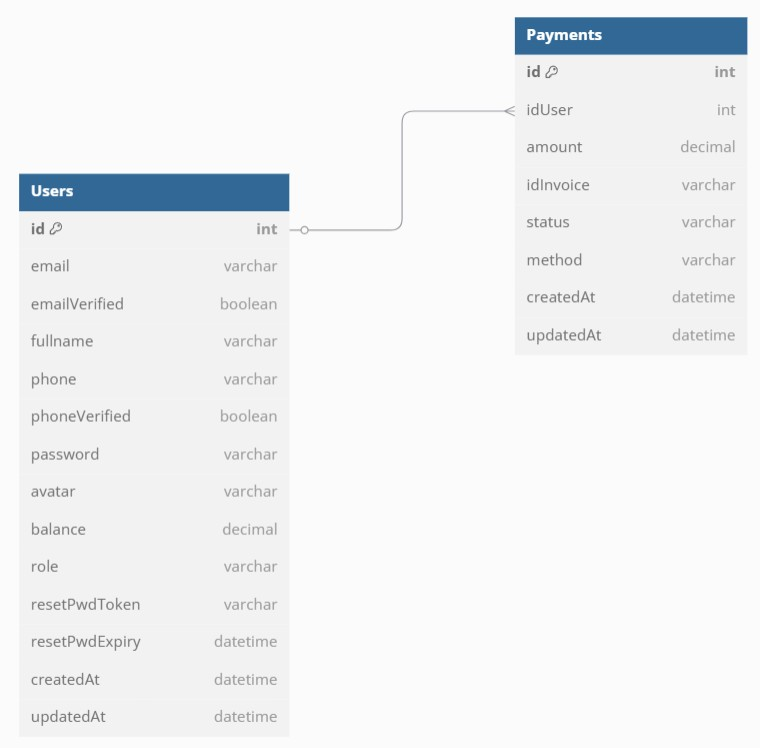 Payments
id int
idUser int
amount decimal
idInvoice varchar
status varchar
method varchar
createdAt datetime
updatedAt datetime
Users
id int
email varchar
emailVerified boolean
fullname varchar
phone varchar
phoneVerified boolean
password varchar
avatar varchar
balance decimal
role varchar
resetPwdToken varchar
resetPwdExpiry datetime
createdAt datetime
updatedAt datetime